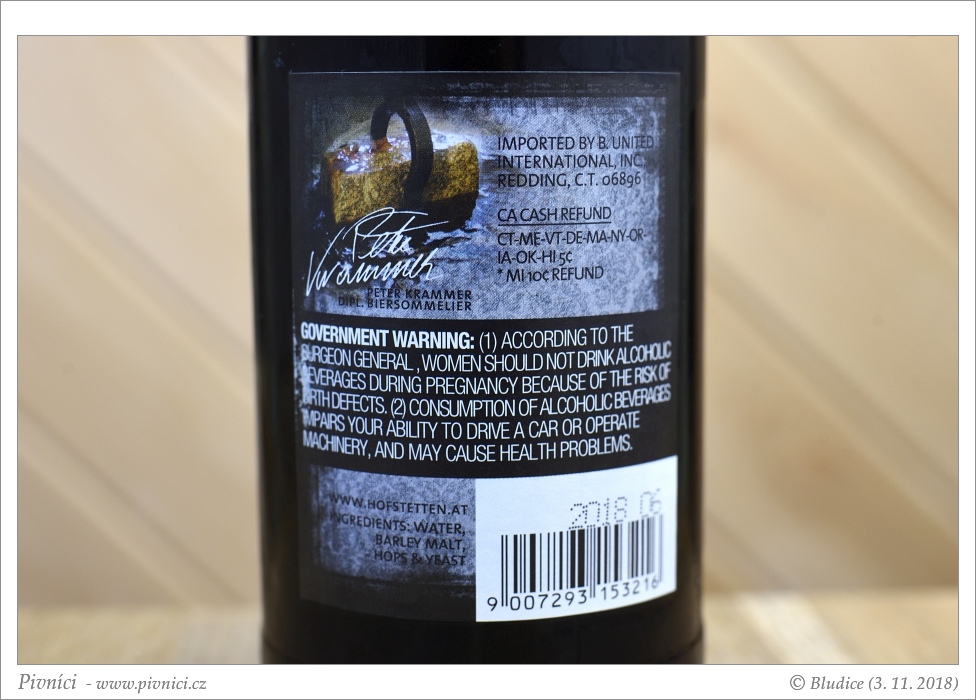 IMPORTED BY B. UNITED
INTERNATIONAL, INC.
REDDING, C.T. 06896
CA CASH REFUND
CT-ME-VT-DE-MA-NY-OR-
IA-OK-HI 5¢
* MI 10¢ REFUND
Peter
Krammer
PETER KRAMMER
DIPL. BIERSOMMELIER
GOVERNMENT WARNING: (1) ACCORDING TO THE
SURGEON GENERAL , WOMEN SHOULD NOT DRINK ALCOHOLIC
BEVERAGES DURING PREGNANCY BECAUSE OF THE RISK OF
BIRTH DEFECTS. (2) CONSUMPTION OF ALCOHOLIC BEVERAGES
IMPAIRS YOUR ABILITY TO DRIVE A CAR OR OPERATE
MACHINERY, AND MAY CAUSE HEALTH PROBLEMS.
WWW.HOFSTETTEN.AT
INGREDIENTS: WATER,
BARLEY MALT,
HOPS & YEAST
2018 06
9 007293 153216
Pivníci - www.pivnici.cz
© Bludice (3. 11. 2018)